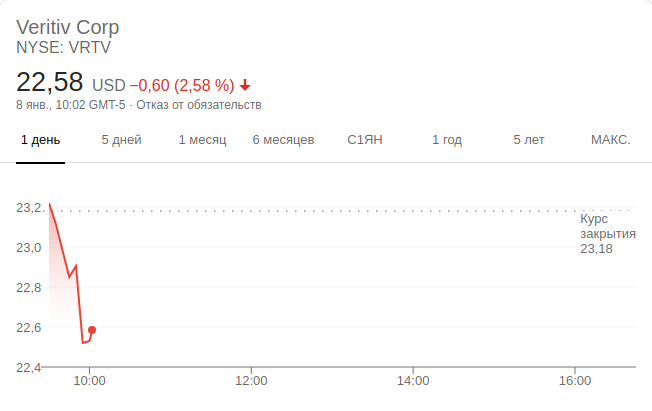 Veritiv Corp
NYSE: VRTV
22,58 USD −0,60 (2,58 %)
8 янв., 10:02 GMT-5 · Отказ от обязательств
1 день 5 дней 1 месяц 6 месяцев С1ЯН 1 год 5 лет МАКС.
23,2
Курс
закрытия
23,18
23,0
22,8
22,6
22,4
10:00 12:00 14:00 16:00